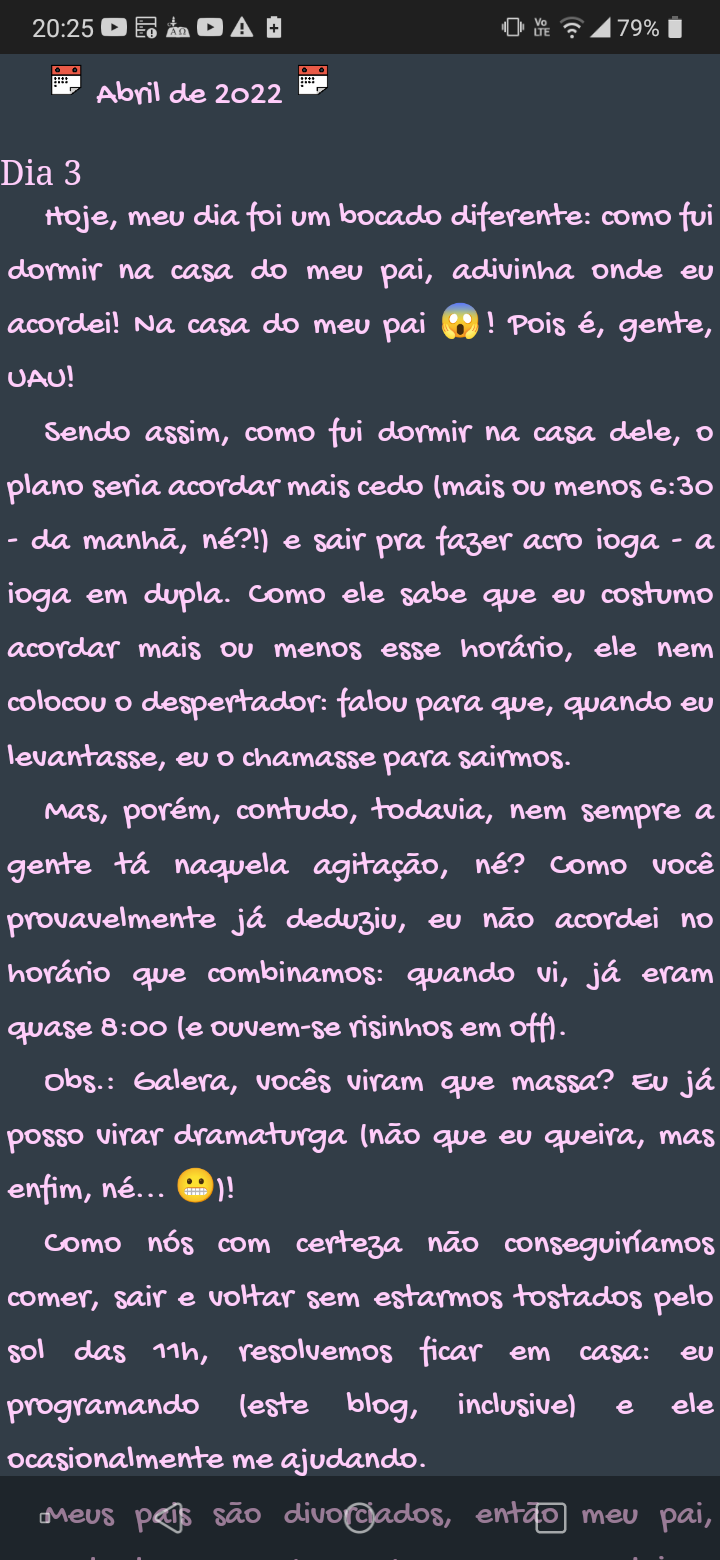 20:25 79%
Abril de 2022
Dia 3
Hoje, meu dia foi um bocado diferente: como fui
dormir na casa do meu pai, adivinha onde eu
acordei! Na casa do meu pai 😱! Pois é, gente,
UAU!
Sendo assim, como fui dormir na casa dele, o
plano seria acordar mais cedo (mais ou menos 6:30
- da manhã, né?!) e sair pra fazer acro ioga - a
ioga em dupla. Como ele sabe que eu costumo
acordar mais ou menos esse horário, ele nem
colocou o despertador: falou para que, quando eu
levantasse, eu o chamasse para sairmos.
Mas, porém, contudo, todavia, nem sempre a
gente tá naquela agitação, né? Como você
provavelmente já deduziu, eu não acordei no
horário que combinamos: quando vi, já eram
quase 8:00 (e ouvem-se risinhos em off).
Obs.: Galera, vocês viram que massa? Eu já
posso virar dramaturga (não que eu queira, mas
enfim, né... 😬)!
Como nós com certeza não conseguiríamos
comer, sair e voltar sem estarmos tostados pelo
sol das 11h, resolvemos ficar em casa: eu
programando (este blog, inclusive) e ele
ocasionalmente me ajudando.
Meus pais são divorciados, então meu pai,